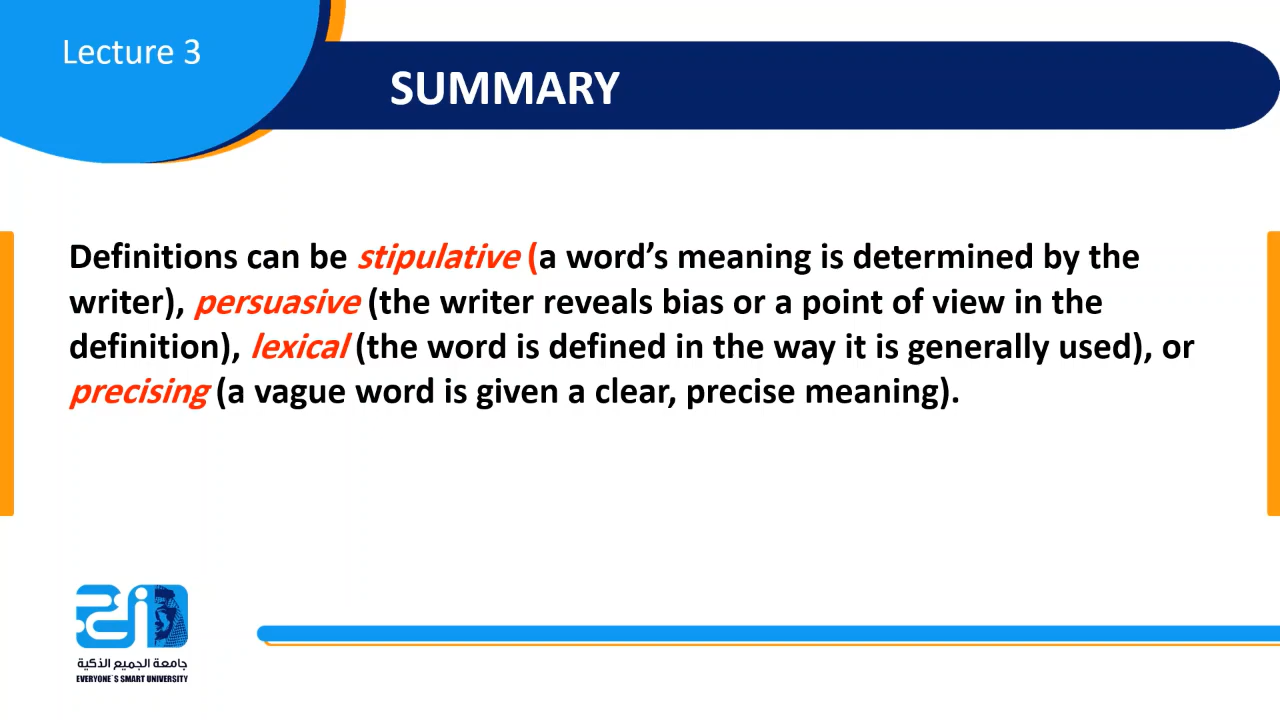 Lecture 3
SUMMARY
Definitions can be stipulative (a word’s meaning is determined by the
writer), persuasive (the writer reveals bias or a point of view in the
definition), lexical (the word is defined in the way it is generally used), or
precising (a vague word is given a clear, precise meaning).
جامعة الجميع الذكية
EVERYONE`S SMART UNIVERSITY